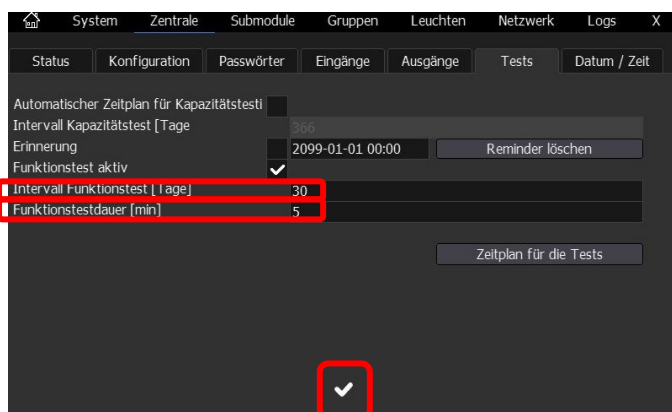 System Zentrale Submodule Gruppen Leuchten Netzwerk Logs X
Status Konfiguration Passwörter Eingänge Ausgänge Tests Datum / Zeit
Automatischer Zeitplan für Kapazitätstesti
Intervall Kapazitätstest [Tage 366
Erinnerung 2099-01-01 00:00 Reminder löschen
Funktionstest aktiv
Intervall Funktionstest [Tage] 30
Funktionstestdauer [min] 5
Zeitplan für die Tests